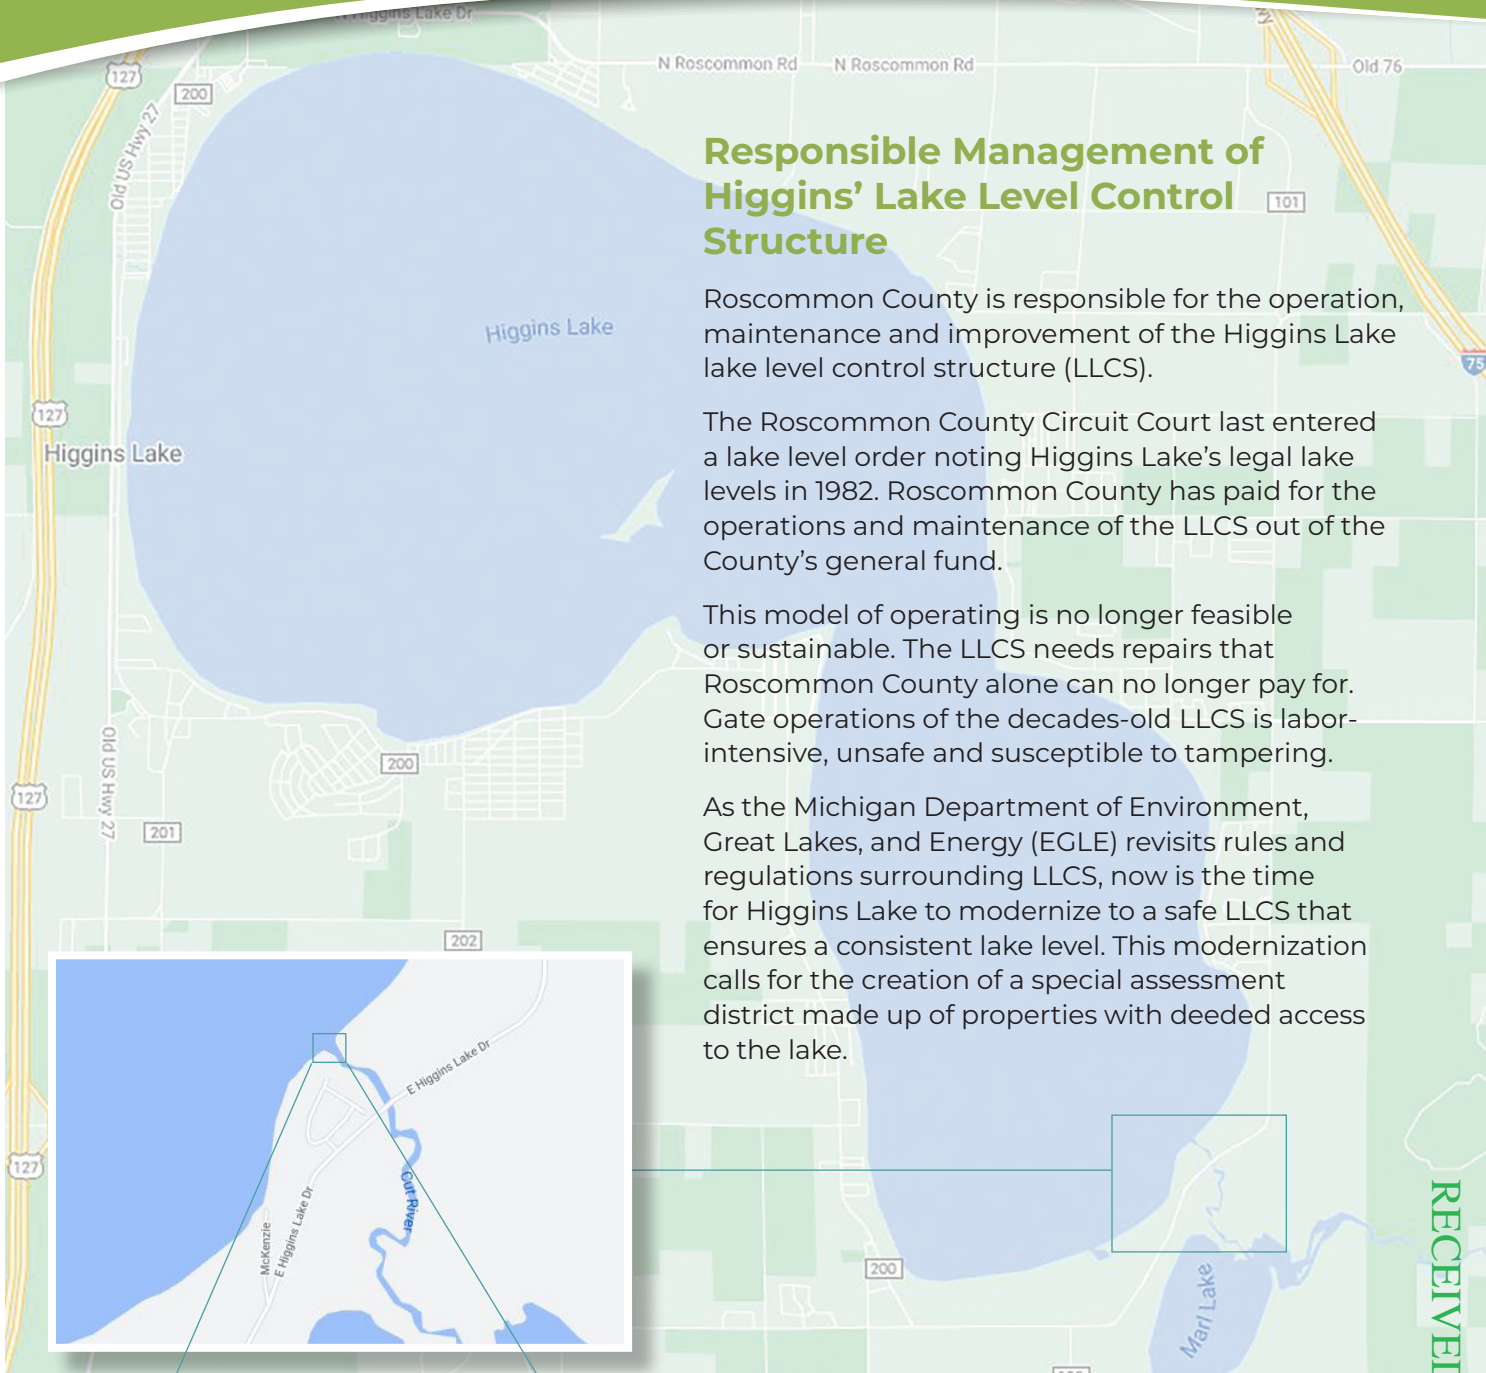 N Roscommon Rd
N Roscommon Rd
Old 76
127
200
Old US Hwy 27
Responsible Management of
Higgins’ Lake Level Control
Structure
101
Higgins Lake
75
Roscommon County is responsible for the operation,
maintenance and improvement of the Higgins Lake
lake level control structure (LLCS).
127
Higgins Lake
The Roscommon County Circuit Court last entered
a lake level order noting Higgins Lake’s legal lake
levels in 1982. Roscommon County has paid for the
operations and maintenance of the LLCS out of the
County’s general fund.
This model of operating is no longer feasible
or sustainable. The LLCS needs repairs that
Roscommon County alone can no longer pay for.
Gate operations of the decades-old LLCS is labor-
intensive, unsafe and susceptible to tampering.
Old US Hwy 27
200
127
201
As the Michigan Department of Environment,
Great Lakes, and Energy (EGLE) revisits rules and
regulations surrounding LLCS, now is the time
for Higgins Lake to modernize to a safe LLCS that
ensures a consistent lake level. This modernization
calls for the creation of a special assessment
district made up of properties with deeded access
to the lake.
202
E Higgins Lake Dr
Cut River
McKenzie
E Higgins Lake Dr
127
200
Marl Lake